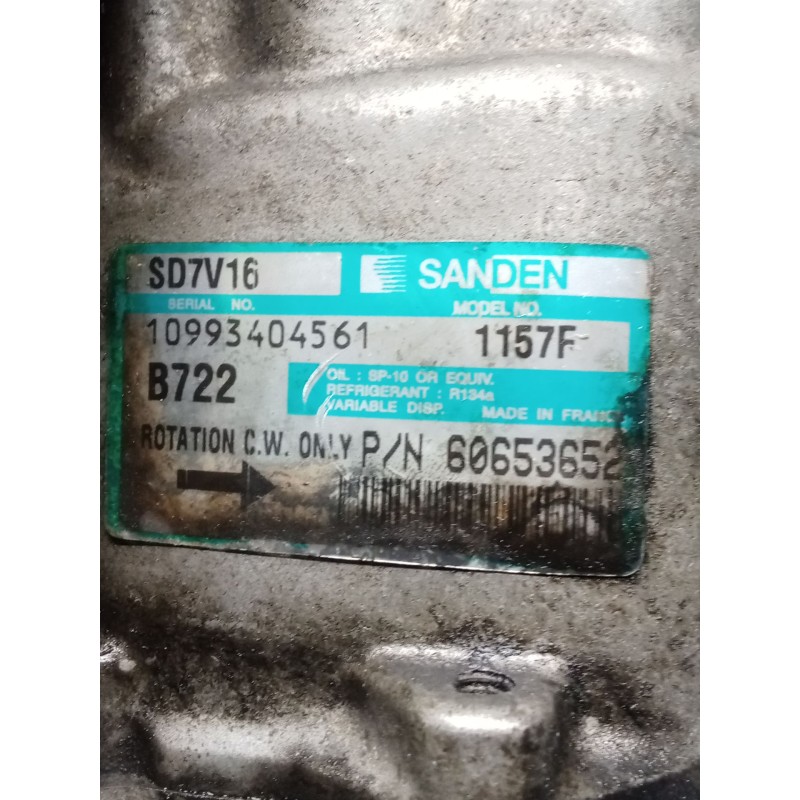 SD7V16 SANDEN
SERIAL NO. MODEL NO.
10993404561 1157F
B722
OIL : SP-10 OR EQUIV.
REFRIGERANT : R134a
VARIABLE DISP. MADE IN FRANCE
ROTATION C.W. ONLY P/N 60653652